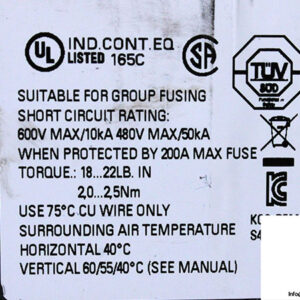 UL IND.CONT.EQ
LISTED 165C
SA
TÜV
SUITABLE FOR GROUP FUSING
SHORT CIRCUIT RATING:
600V MAX/10kA 480V MAX/50kA
WHEN PROTECTED BY 200A MAX FUSE
TORQUE.: 18...22LB. IN
2,0...2,5Nm
USE 75°C CU WIRE ONLY
SURROUNDING AIR TEMPERATURE
HORIZONTAL 40°C
VERTICAL 60/55/40°C (SEE MANUAL)